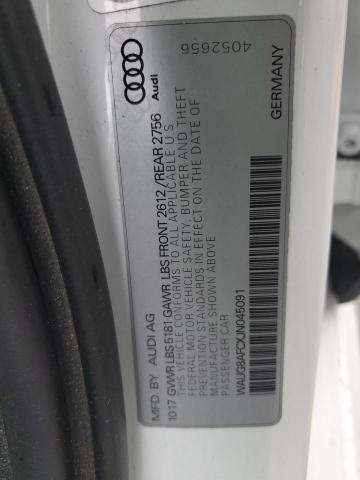 Audi
4052656
MFD. BY AUDI AG
GERMANY
10 17 GVWR LBS 5181 GAWR LBS FRONT 2612 / REAR 2756
THIS VEHICLE CONFORMS TO ALL APPLICABLE U S
FEDERAL MOTOR VEHICLE SAFETY, BUMPER AND THEFT
PREVENTION STANDARDS IN EFFECT ON THE DATE OF
MANUFACTURE SHOWN ABOVE
PASSENGER CAR
WAUG8AFCXJN045091